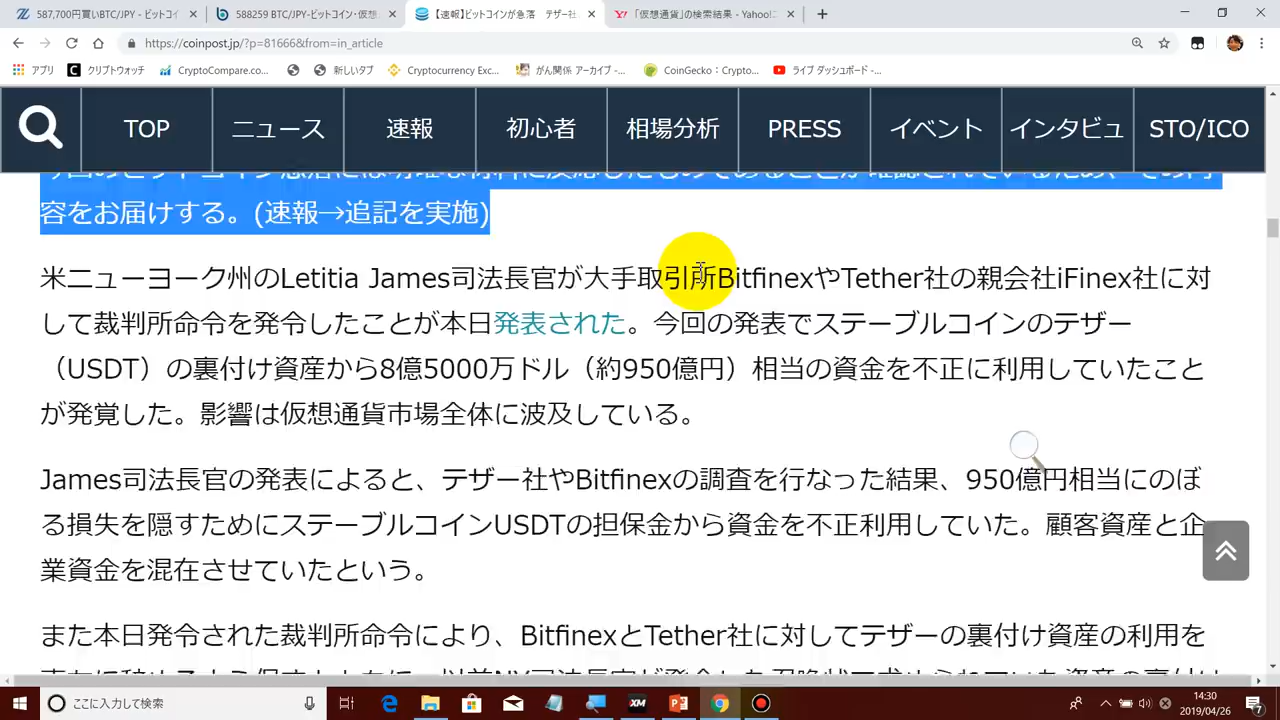 587,700円買いBTC/JPY - ビットコイ
588259 BTC/JPY-ビットコイン・仮想
【速報】ビットコインが急落 テザー社
「仮想通貨」の検索結果 - Yahoo!ニ
https://coinpost.jp/?p=81666&from=in_article
アプリ
クリプトウォッチ
CryptoCompare.co...
新しいタブ
Cryptocurrency Exc...
がん関係 アーカイブ -...
CoinGecko：Crypto...
ライブ ダッシュボード -...
TOP
ニュース
速報
初心者
相場分析
PRESS
イベント
インタビュ
STO/ICO
容をお届けする。(速報→追記を実施)
米ニューヨーク州のLetitia James司法長官が大手取引所BitfinexやTether社の親会社iFinex社に対
して裁判所命令を発令したことが本日発表された。今回の発表でステーブルコインのテザー
（USDT）の裏付け資産から8億5000万ドル（約950億円）相当の資金を不正に利用していたこと
が発覚した。影響は仮想通貨市場全体に波及している。
James司法長官の発表によると、テザー社やBitfinexの調査を行なった結果、950億円相当にのぼ
る損失を隠すためにステーブルコインUSDTの担保金から資金を不正利用していた。顧客資産と企
業資金を混在させていたという。
また本日発令された裁判所命令により、BitfinexとTether社に対してテザーの裏付け資産の利用を
ここに入力して検索
XM
14:30
2019/04/26
7